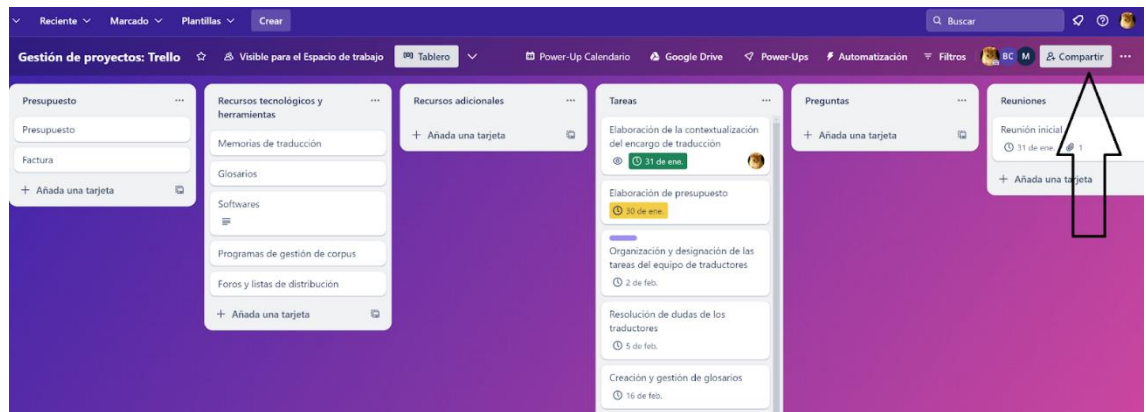 Reciente
Marcado
Plantillas
Crear
Buscar
Gestión de proyectos: Trello
Visible para el Espacio de trabajo
Tablero
Power-Up Calendario
Google Drive
Power-Ups
Automatización
Filtros
BC
M
Compartir
Presupuesto
Presupuesto
Factura
+ Añada una tarjeta
Recursos tecnológicos y
herramientas
Memorias de traducción
Glosarios
Softwares
Programas de gestión de corpus
Foros y listas de distribución
+ Añada una tarjeta
Recursos adicionales
+ Añada una tarjeta
Tareas
Elaboración de la contextualización
del encargo de traducción
31 de ene.
Elaboración de presupuesto
30 de ene.
Organización y designación de las
tareas del equipo de traductores
2 de feb.
Resolución de dudas de los
traductores
5 de feb.
Creación y gestión de glosarios
16 de feb.
Preguntas
+ Añada una tarjeta
Reuniones
Reunión inicial
31 de ene.
1
+ Añada una tarjeta